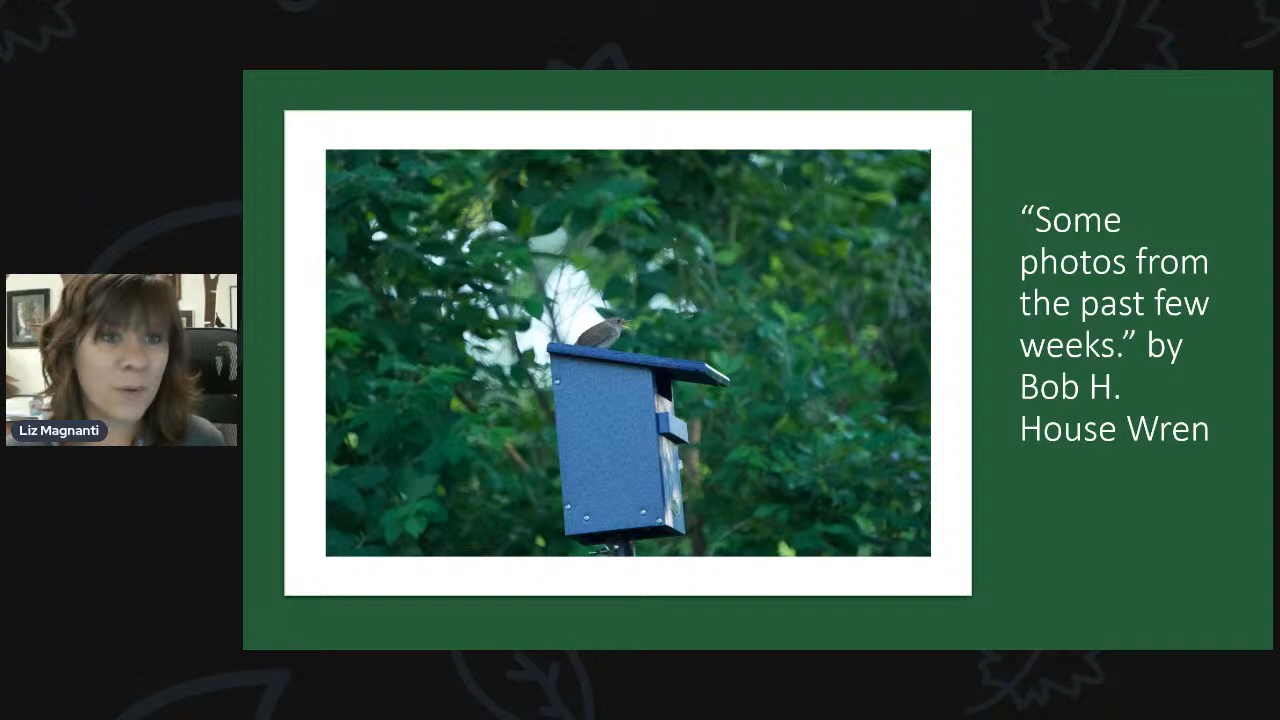 “Some
photos from
the past few
weeks.” by
Bob H.
House Wren
Liz Magnanti